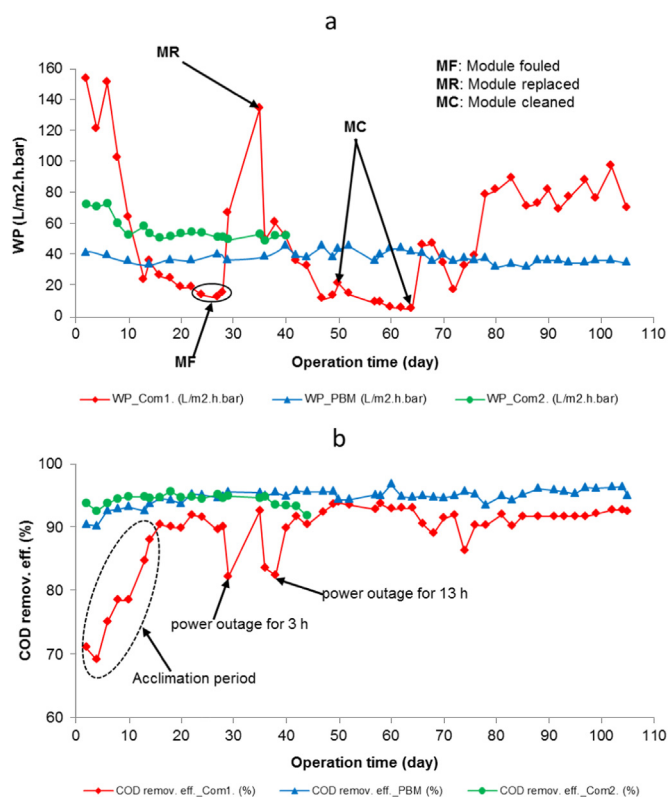 a
MR
MF: Module fouled
MR: Module replaced
MC: Module cleaned
MC
160
140
120
100
80
60
40
20
0
WP (L/m2.h.bar)
0 10 20 30 40 50 60 70 80 90 100 110
MF
Operation time (day)
WP_Com1. (L/m2.h.bar) WP_PBM (L/m2.h.bar) WP_Com2. (L/m2.h.bar)
b
100
90
80
70
60
COD remov. eff. (%)
power outage for 13 h
power outage for 3 h
Acclimation period
0 10 20 30 40 50 60 70 80 90 100 110
Operation time (day)
COD remov. eff._Com1. (%) COD remov. eff._PBM (%) COD remov. eff._Com2. (%)